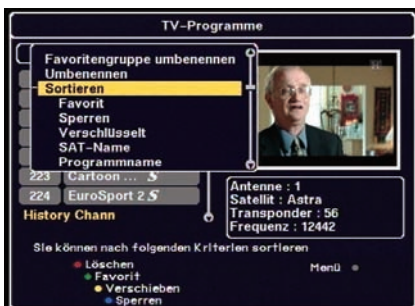 TV-Programme
Favoritengruppe umbenennen
Umbenennen
Sortieren
Favorit
Sperren
Verschlüsselt
SAT-Name
Programmname
223 Cartoon ... S
224 EuroSport 2 S
History Chann
Antenne : 1
Satellit : Astra
Transponder : 56
Frequenz : 12442
Sie können nach folgenden Kriterien sortieren
Löschen
Favorit
Verschieben
Sperren
Menü